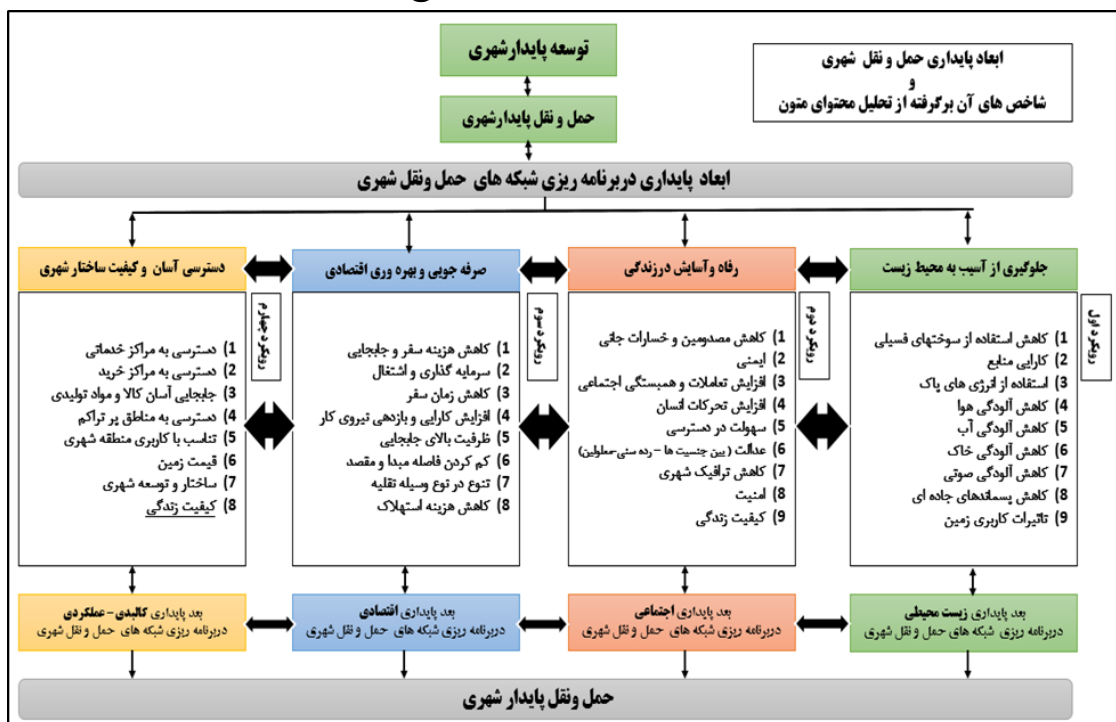 توسعه پایدارشهری
ابعاد پایداری حمل و نقل شهری
و
شاخص های آن برگرفته از تحلیل محتوای متون
حمل و نقل پایدارشهری
ابعاد پایداری دربرنامه ریزی شبکه های حمل ونقل شهری
جلوگیری از آسیب به محیط زیست
رویکرد اول
1) کاهش استفاده از سوختهای فسیلی
2) کارایی منابع
3) استفاده از انرژی های پاک
4) کاهش آلودگی هوا
5) کاهش آلودگی آب
6) کاهش آلودگی خاک
7) کاهش آلودگی صوتی
8) کاهش پسماندهای جاده ای
9) تاثیرات کاربری زمین
بعد پایداری زیست محیطی
دربرنامه ریزی شبکه های حمل و نقل شهری
رفاه وآسایش درزندگی
رویکرد دوم
1) کاهش مصدومین و خسارات جانی
2) ایمنی
3) افزایش تعاملات و همبستگی اجتماعی
4) افزایش تحرکات انسان
5) سهولت در دسترسی
6) عدالت (بین جنسیت ها – رده سنی-معلولین)
7) کاهش ترافیک شهری
8) امنیت
9) کیفیت زندگی
بعد پایداری اجتماعی
دربرنامه ریزی شبکه های حمل و نقل شهری
صرفه جویی و بهره وری اقتصادی
رویکرد سوم
1) کاهش هزینه سفر و جابجایی
2) سرمایه گذاری و اشتغال
3) کاهش زمان سفر
4) افزایش کارایی و بازدهی نیروی کار
5) ظرفیت بالای جابجایی
6) کم کردن فاصله مبدا و مقصد
7) تنوع در نوع وسیله نقلیه
8) کاهش هزینه استهلاک
بعد پایداری اقتصادی
دربرنامه ریزی شبکه های حمل و نقل شهری
دسترسی آسان و کیفیت ساختار شهری
رویکرد چهارم
1) دسترسی به مراکز خدماتی
2) دسترسی به مراکز خرید
3) جابجایی آسان کالا و مواد تولیدی
4) دسترسی به مناطق پر تراکم
5) تناسب با کاربری منطقه شهری
6) قیمت زمین
7) ساختار و توسعه شهری
8) کیفیت زندگی
بعد پایداری کالبدی-عملکردی
دربرنامه ریزی شبکه های حمل و نقل شهری
حمل ونقل پایدار شهری